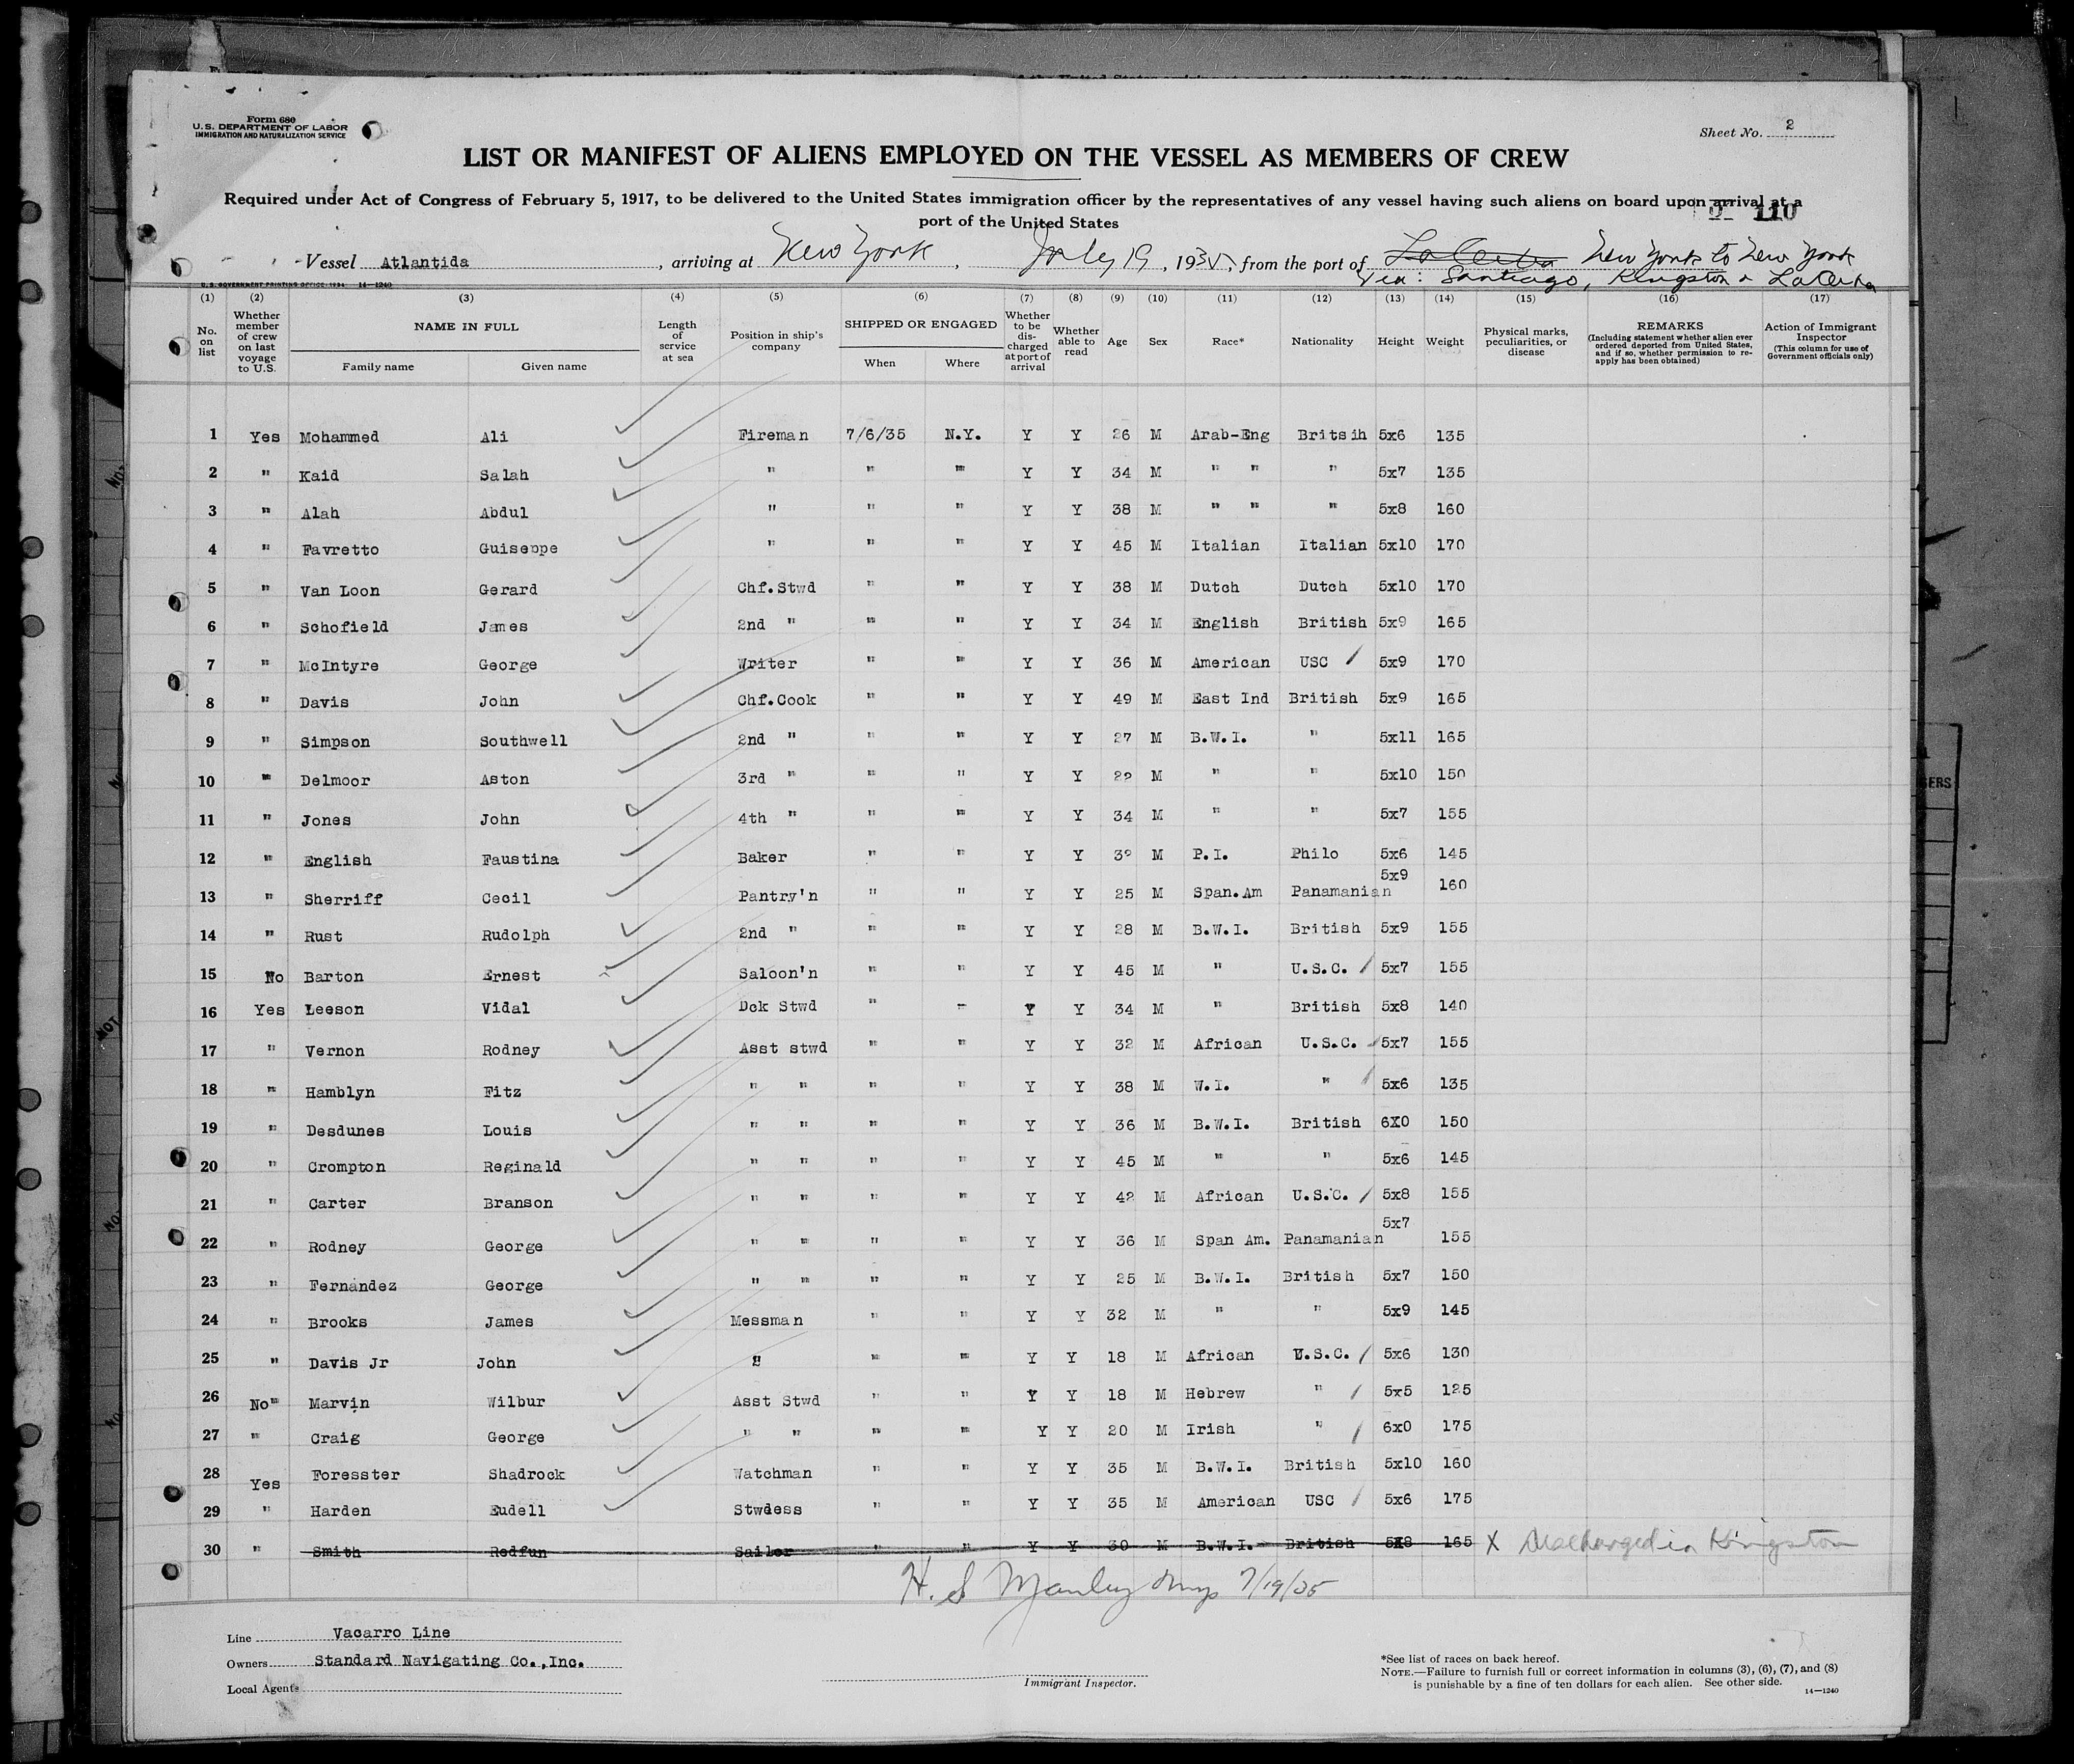 Form 680
U.S. DEPARTMENT OF LABOR
IMMIGRATION AND NATURALIZATION SERVICE
Sheet No. 2
LIST OR MANIFEST OF ALIENS EMPLOYED ON THE VESSEL AS MEMBERS OF CREW
Required under Act of Congress of February 5, 1917, to be delivered to the United States immigration officer by the representatives of any vessel having such aliens on board upon arrival at a
port of the United States
110
Vessel Atlantida, arriving at New York, July 19, 1935, from the port of La Ceiba New York to New York
Via: Santiago, Kingston & La Ceiba
U.S. GOVERNMENT PRINTING OFFICE: 1934 14—1240
(1) (2) (3) (4) (5) (6) (7) (8) (9) (10) (11) (12) (13) (14) (15) (16) (17)
No. on list Whether member of crew on last voyage to U.S. NAME IN FULL Family name Given name Length of service at sea Position in ship's company SHIPPED OR ENGAGED When Where Whether to be discharged at port of arrival Whether able to read Age Sex Race* Nationality Height Weight Physical marks, peculiarities, or disease REMARKS (Including statement whether alien ever ordered deported from United States, and if so, whether permission to reapply has been obtained) Action of Immigrant Inspector (This column for use of Government officials only)
1 Yes Mohammed Ali Fireman 7/6/35 N.Y. Y Y 26 M Arab-Eng Britsih 5x6 135
2 " Kaid Salah " " " Y Y 34 M " " " 5x7 135
3 " Alah Abdul " " " Y Y 38 M " " " 5x8 160
4 " Favretto Guiseppe " " " Y Y 45 M Italian Italian 5x10 170
5 " Van Loon Gerard Chf.Stwd " " Y Y 38 M Dutch Dutch 5x10 170
6 " Schofield James 2nd " " " Y Y 34 M English British 5x9 165
7 " McIntyre George Writer " " Y Y 36 M American USC 5x9 170
8 " Davis John Chf.Cook " " Y Y 49 M East Ind British 5x9 165
9 " Simpson Southwell 2nd " " " Y Y 27 M B.W.I. " 5x11 165
10 " Delmoor Aston 3rd " " " Y Y 29 M " " 5x10 150
11 " Jones John 4th " " " Y Y 34 M " " 5x7 155
12 " English Faustina Baker " " Y Y 39 M P.I. Philo 5x6 145
13 " Sherriff Cecil Pantry'n " " Y Y 25 M Span.Am Panamanian 5x9 160
14 " Rust Rudolph 2nd " " " Y Y 28 M B.W.I. British 5x9 155
15 No Barton Ernest Saloon'n " " Y Y 45 M " U.S.C. 5x7 155
16 Yes Leeson Vidal Dck Stwd " " Y Y 34 M " British 5x8 140
17 " Vernon Rodney Asst stwd " " Y Y 32 M African U.S.C. 5x7 155
18 " Hamblyn Fitz " " " " Y Y 38 M W.I. " 5x6 135
19 " Desdunes Louis " " " " Y Y 36 M B.W.I. British 6X0 150
20 " Crompton Reginald " " " " Y Y 45 M " " 5x6 145
21 " Carter Branson " " " " Y Y 42 M African U.S.C. 5x8 155
22 " Rodney George " " " " Y Y 36 M Span Am. Panamanian 5x7 155
23 " Fernandez George " " " " Y Y 25 M B.W.I. British 5x7 150
24 " Brooks James Messman " " Y Y 32 M " " 5x9 145
25 " Davis Jr John " " " Y Y 18 M African U.S.C. 5x6 130
26 No" Marvin Wilbur Asst Stwd " " Y Y 18 M Hebrew " 5x5 125
27 " Craig George " " " " Y Y 20 M Irish " 6x0 175
28 Yes Foresster Shadrock Watchman " " Y Y 35 M B.W.I. British 5x10 160
29 " Harden Eudell Stwdess " " Y Y 35 M American USC 5x6 175
30 " Smith Redfun Sailor " " Y Y 30 M B.W.I. British 5x8 165 X Discharged in Kingston
H. S Manley 7/19/35
Line Vacarro Line
Owners Standard Navigating Co.,Inc.
Local Agents
Immigrant Inspector.
*See list of races on back hereof.
NOTE.—Failure to furnish full or correct information in columns (3), (6), (7), and (8)
is punishable by a fine of ten dollars for each alien. See other side.
14—1240